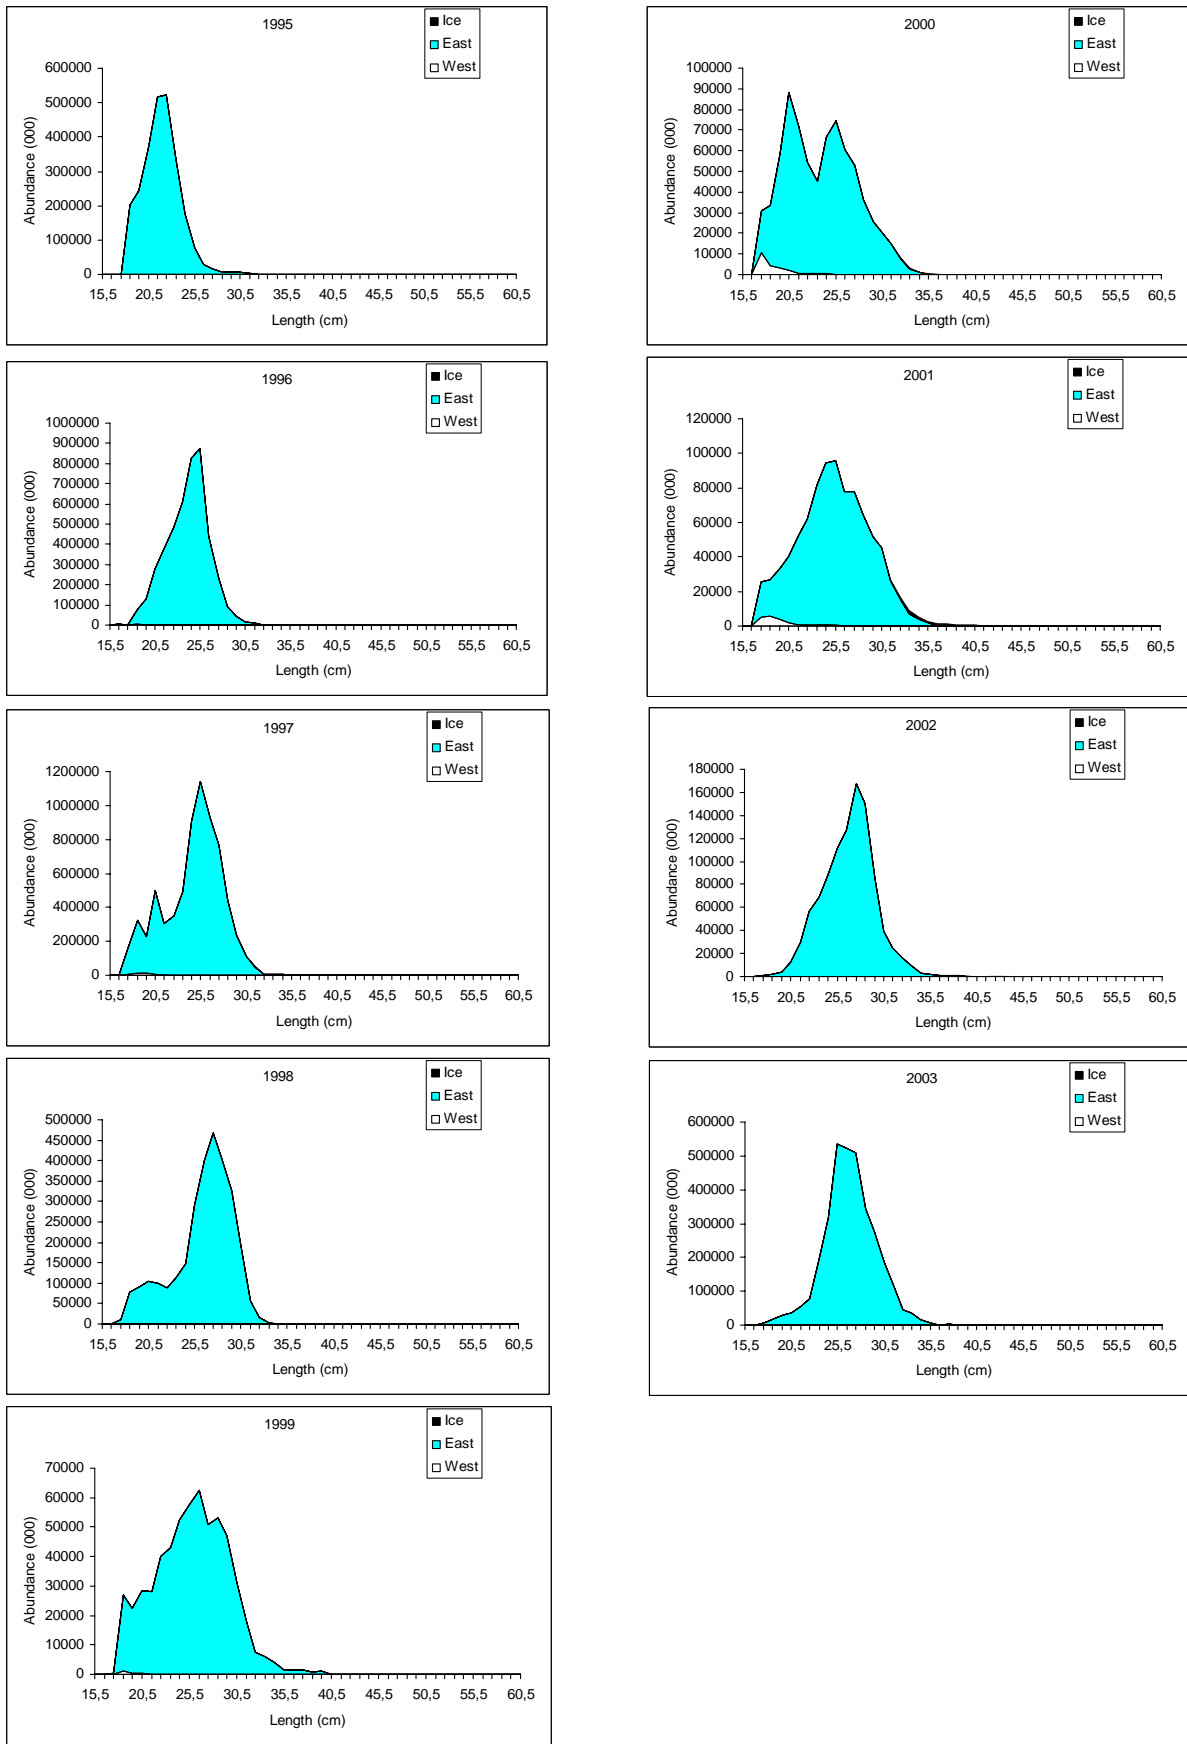 1995
Ice
East
West
600000
500000
400000
300000
200000
100000
0
Abundance (000)
15,5 20,5 25,5 30,5 35,5 40,5 45,5 50,5 55,5 60,5
Length (cm)
1996
Ice
East
West
1000000
900000
800000
700000
600000
500000
400000
300000
200000
100000
0
Abundance (000)
15,5 20,5 25,5 30,5 35,5 40,5 45,5 50,5 55,5 60,5
Length (cm)
1997
Ice
East
West
1200000
1000000
800000
600000
400000
200000
0
Abundance (000)
15,5 20,5 25,5 30,5 35,5 40,5 45,5 50,5 55,5 60,5
Length (cm)
1998
Ice
East
West
500000
450000
400000
350000
300000
250000
200000
150000
100000
50000
0
Abundance (000)
15,5 20,5 25,5 30,5 35,5 40,5 45,5 50,5 55,5 60,5
Length (cm)
1999
Ice
East
West
70000
60000
50000
40000
30000
20000
10000
0
Abundance (000)
15,5 20,5 25,5 30,5 35,5 40,5 45,5 50,5 55,5 60,5
Length (cm)
2000
Ice
East
West
100000
90000
80000
70000
60000
50000
40000
30000
20000
10000
0
Abundance (000)
15,5 20,5 25,5 30,5 35,5 40,5 45,5 50,5 55,5 60,5
Length (cm)
2001
Ice
East
West
120000
100000
80000
60000
40000
20000
0
Abundance (000)
15,5 20,5 25,5 30,5 35,5 40,5 45,5 50,5 55,5 60,5
Length (cm)
2002
Ice
East
West
180000
160000
140000
120000
100000
80000
60000
40000
20000
0
Abundance (000)
15,5 20,5 25,5 30,5 35,5 40,5 45,5 50,5 55,5 60,5
Length (cm)
2003
Ice
East
West
600000
500000
400000
300000
200000
100000
0
Abundance (000)
15,5 20,5 25,5 30,5 35,5 40,5 45,5 50,5 55,5 60,5
Length (cm)